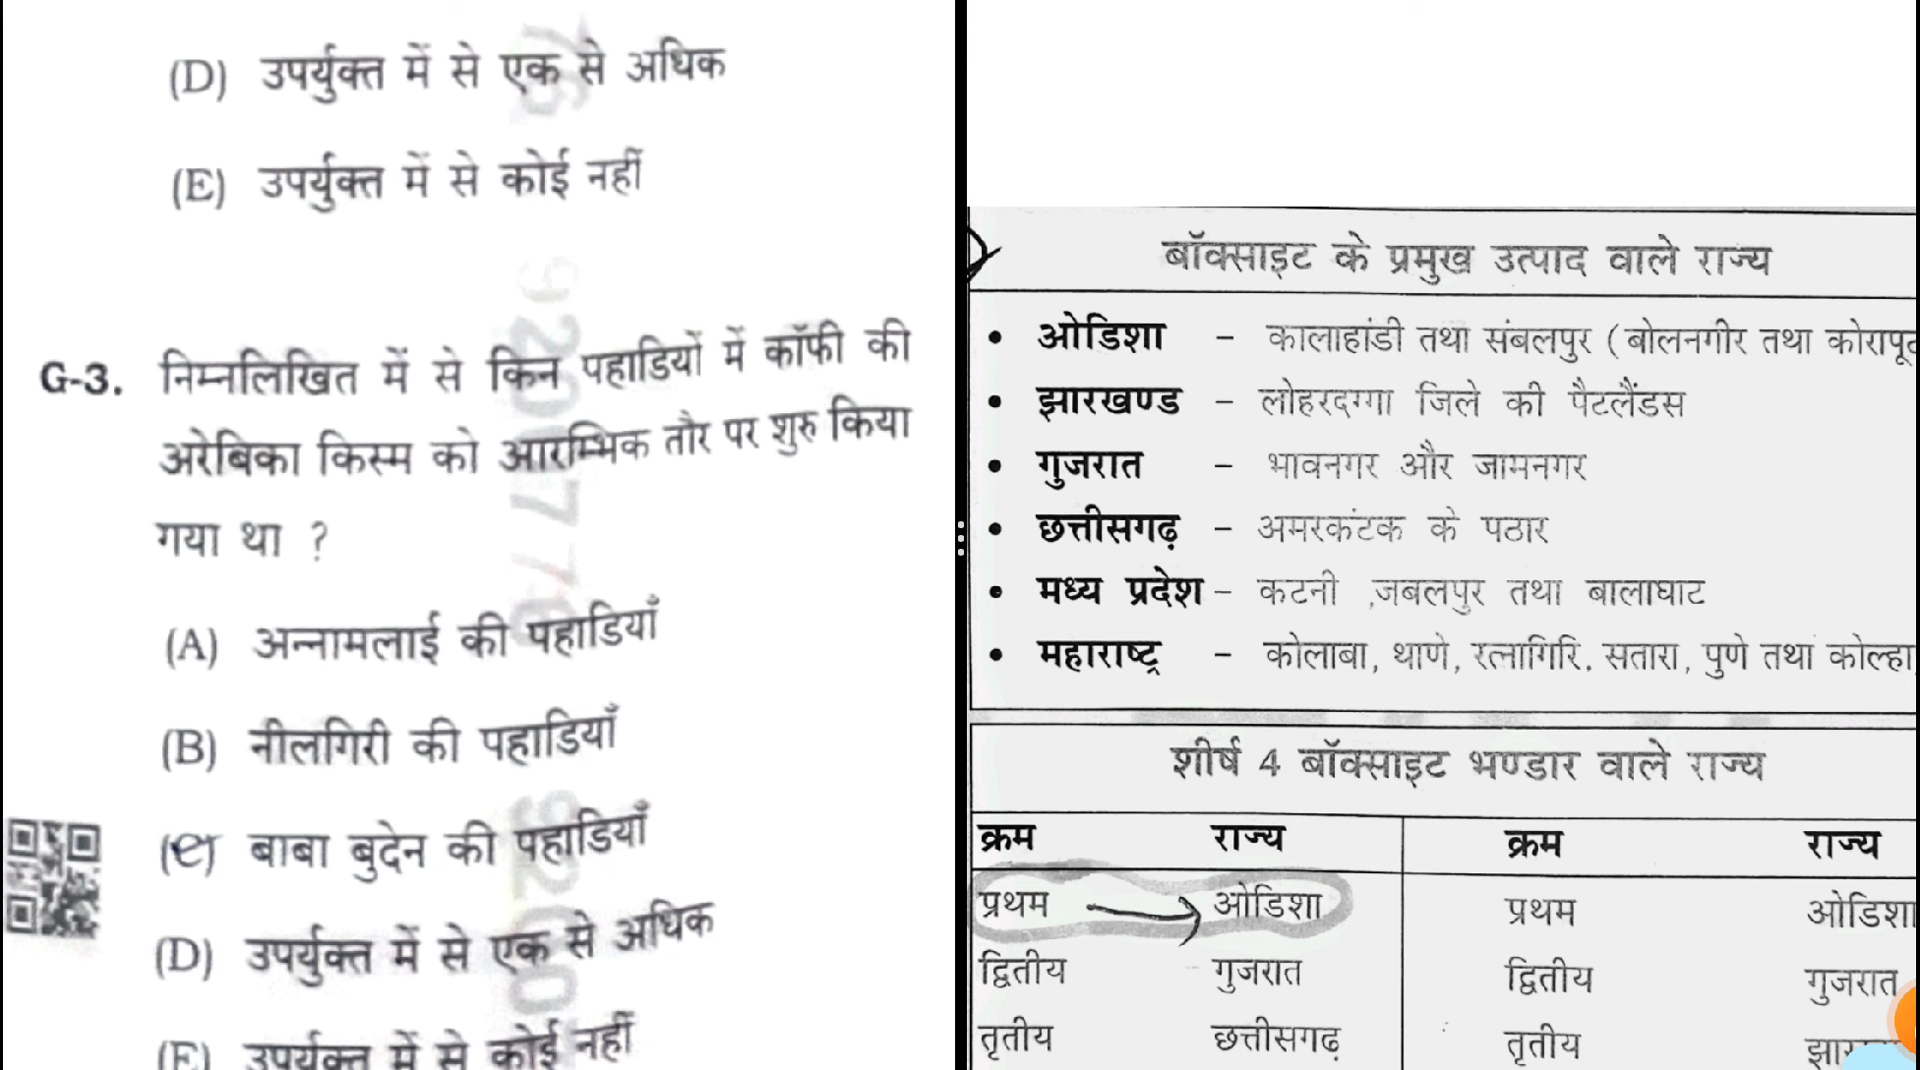 (D) उपर्युक्त में से एक से अधिक
(E) उपर्युक्त में से कोई नहीं
G-3. निम्नलिखित में से किन पहाडियों में कॉफी की
अरेबिका किस्म को आरम्भिक तौर पर शुरु किया
गया था ?
(A) अन्नामलाई की पहाडियाँ
(B) नीलगिरी की पहाडियाँ
(C) बाबा बुदेन की पहाडियाँ
(D) उपर्युक्त में से एक से अधिक
(E) उपर्युक्त में से कोई नहीं
बॉक्साइट के प्रमुख उत्पाद वाले राज्य
• ओडिशा – कालाहांडी तथा संबलपुर (बोलनगीर तथा
• झारखण्ड – लोहरदग्गा जिले की पैटलैंडस
• गुजरात – भावनगर और जामनगर
• छत्तीसगढ़ – अमरकंटक के पठार
• मध्य प्रदेश – कटनी ,जबलपुर तथा बालाघाट
• महाराष्ट्र – कोलाबा, थाणे, रत्नागिरि. सतारा, पुणे तथा
शीर्ष 4 बॉक्साइट भण्डार वाले राज्य
क्रम राज्य क्रम राज्य
प्रथम ओडिशा प्रथम ओडिशा
द्वितीय गुजरात द्वितीय गुजरात
तृतीय छत्तीसगढ़ तृतीय